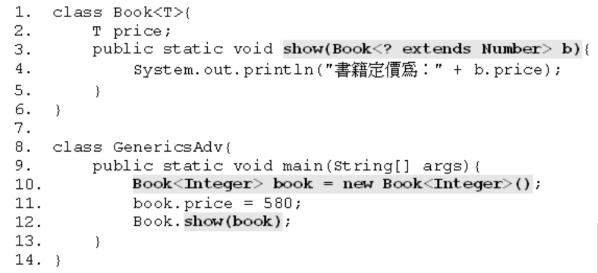 1. class Book<T>{
2.     T price;
3.     public static void show(Book<? extends Number> b){
4.         System.out.println("書籍定價為：" + b.price);
5.     }
6. }
7.
8. class GenericsAdv{
9.     public static void main(String[] args){
10.         Book<Integer> book = new Book<Integer>();
11.         book.price = 580;
12.         Book.show(book);
13.     }
14. }